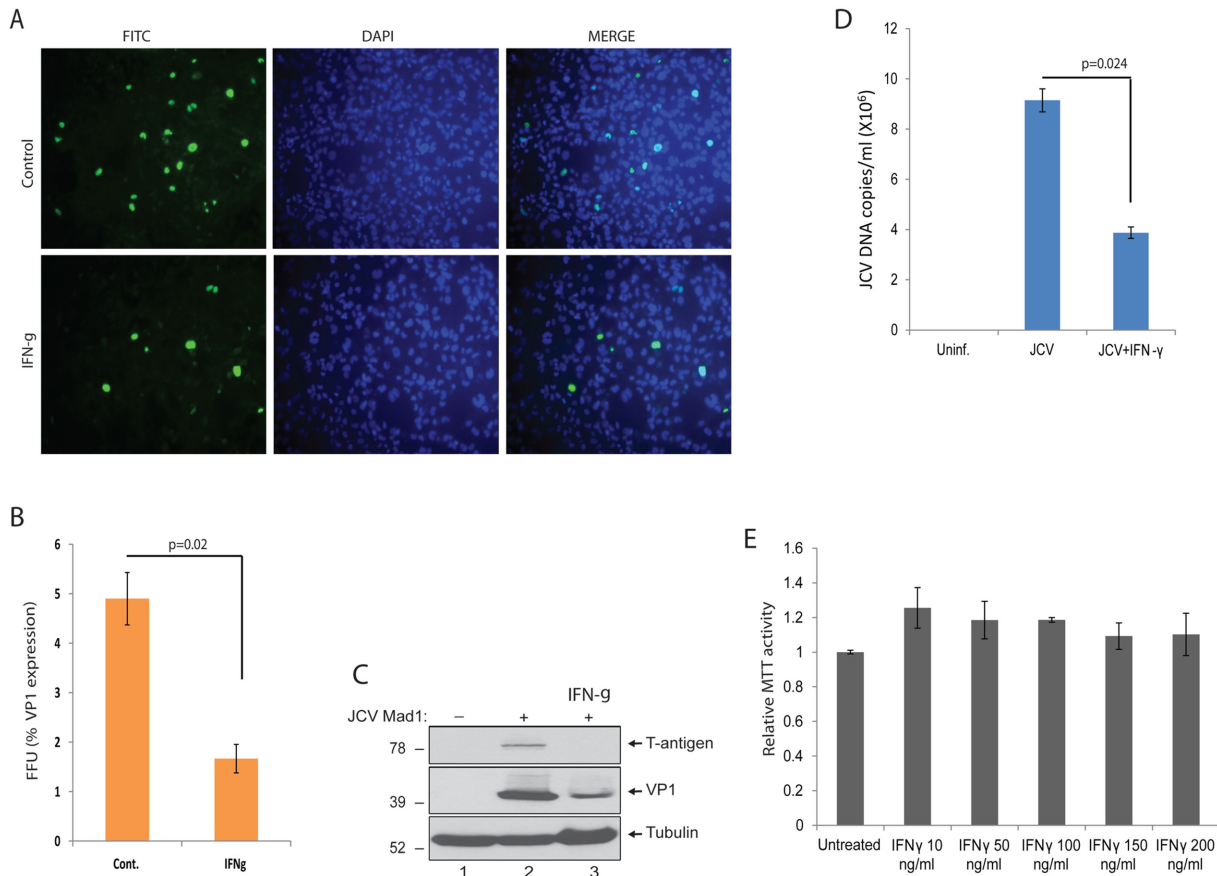 A
FITC
DAPI
MERGE
Control
IFN-g
B
FFU (% VP1 expression)
6
5
4
3
2
1
0
p=0.02
Cont.
IFNg
C
IFN-g
JCV Mad1:
–
+
+
78 –
T-antigen
39 –
VP1
52 –
Tubulin
1
2
3
D
JCV DNA copies/ml (X10⁶)
12
10
8
6
4
2
0
p=0.024
Uninf.
JCV
JCV+IFN-γ
E
Relative MTT activity
1.6
1.4
1.2
1
0.8
0.6
0.4
0.2
0
Untreated
IFNγ 10
ng/ml
IFNγ 50
ng/ml
IFNγ 100
ng/ml
IFNγ 150
ng/ml
IFNγ 200
ng/ml